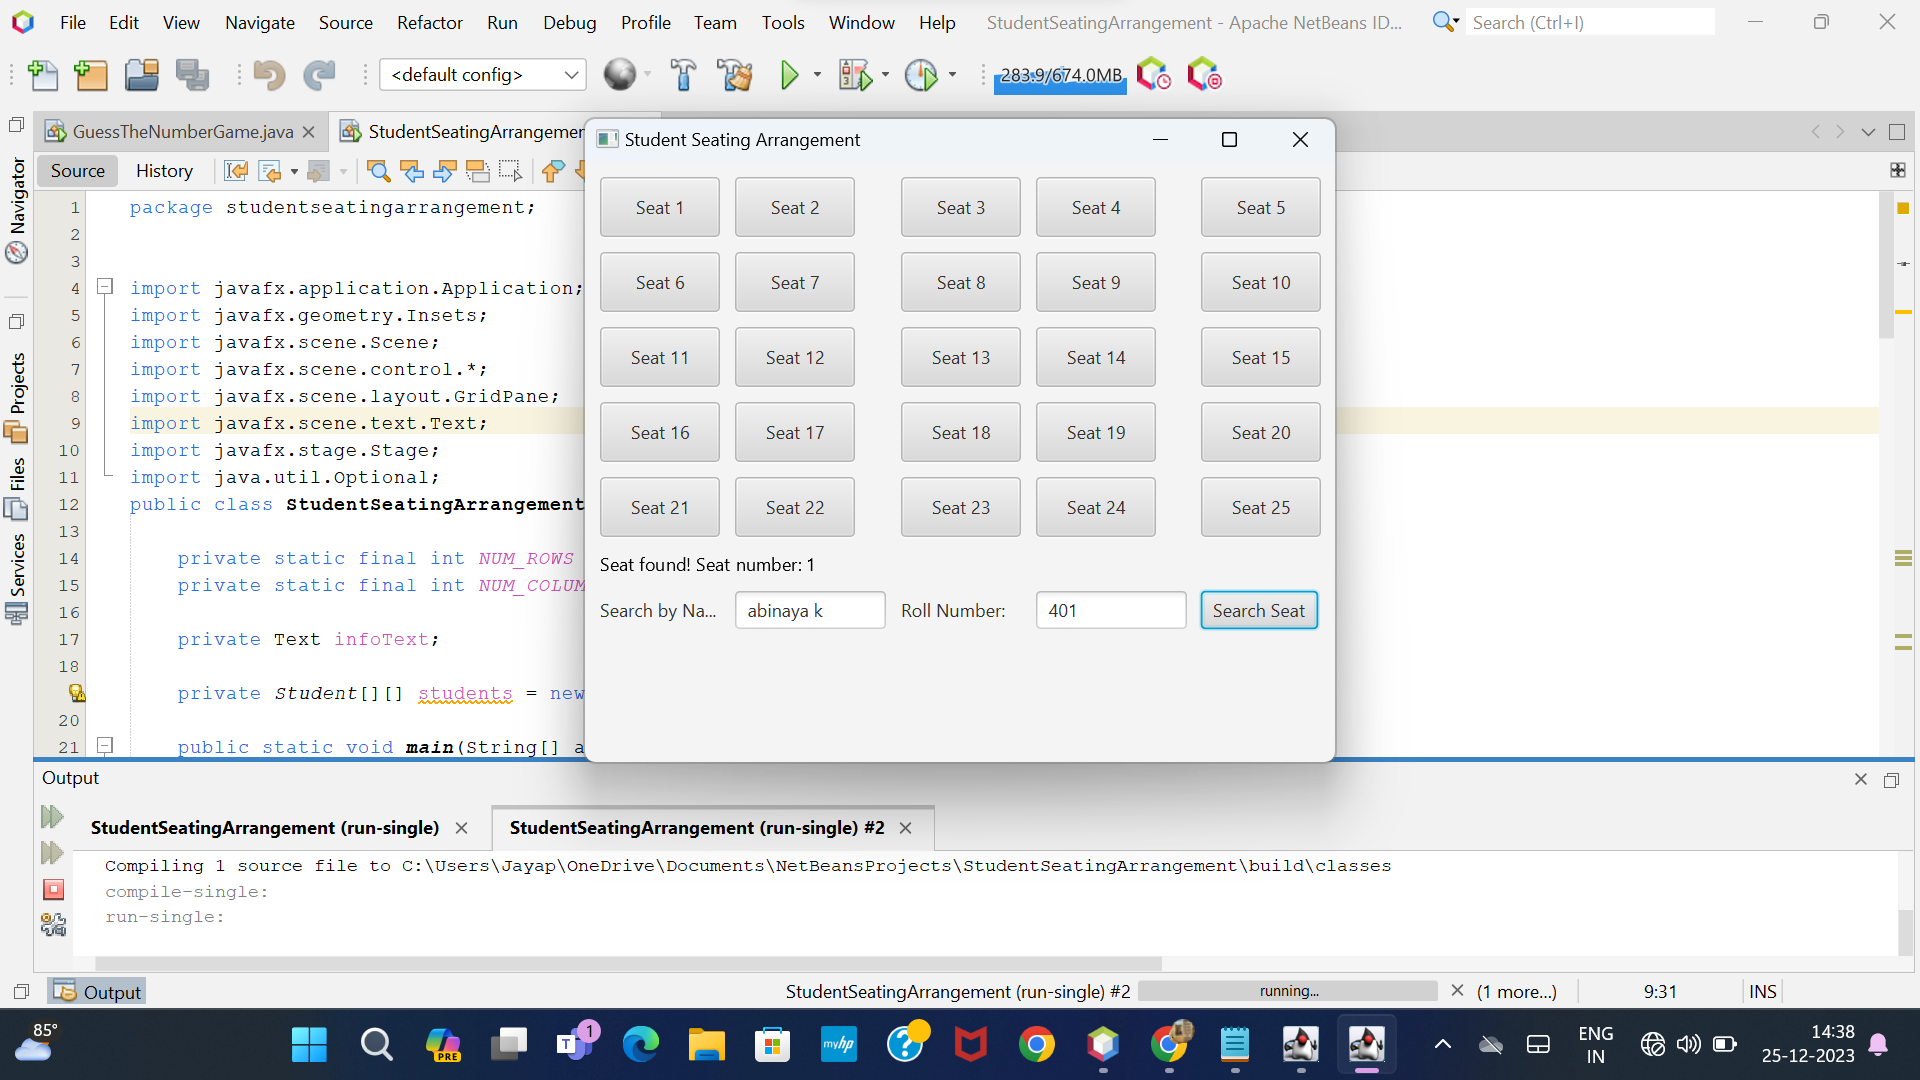 File Edit View Navigate Source Refactor Run Debug Profile Team Tools Window Help StudentSeatingArrangement - Apache NetBeans ID... Search (Ctrl+I)
<default config> 283.9/674.0MB
GuessTheNumberGame.java StudentSeatingArrangemen
Source History
Navigator
Projects
Files
Services
1 package studentseatingarrangement;
2
3
4 import javafx.application.Application;
5 import javafx.geometry.Insets;
6 import javafx.scene.Scene;
7 import javafx.scene.control.*;
8 import javafx.scene.layout.GridPane;
9 import javafx.scene.text.Text;
10 import javafx.stage.Stage;
11 import java.util.Optional;
12 public class StudentSeatingArrangement
13
14 private static final int NUM_ROWS
15 private static final int NUM_COLUM
16
17 private Text infoText;
18
private Student[][] students = new
20
21 public static void main(String[] a
Student Seating Arrangement
Seat 1 Seat 2 Seat 3 Seat 4 Seat 5
Seat 6 Seat 7 Seat 8 Seat 9 Seat 10
Seat 11 Seat 12 Seat 13 Seat 14 Seat 15
Seat 16 Seat 17 Seat 18 Seat 19 Seat 20
Seat 21 Seat 22 Seat 23 Seat 24 Seat 25
Seat found! Seat number: 1
Search by Na... abinaya k Roll Number: 401 Search Seat
Output
StudentSeatingArrangement (run-single) StudentSeatingArrangement (run-single) #2
Compiling 1 source file to C:\Users\Jayap\OneDrive\Documents\NetBeansProjects\StudentSeatingArrangement\build\classes
compile-single:
run-single:
Output StudentSeatingArrangement (run-single) #2 running... (1 more...) 9:31 INS
85° PRE T 1 myhp ? ENG IN 14:38
25-12-2023